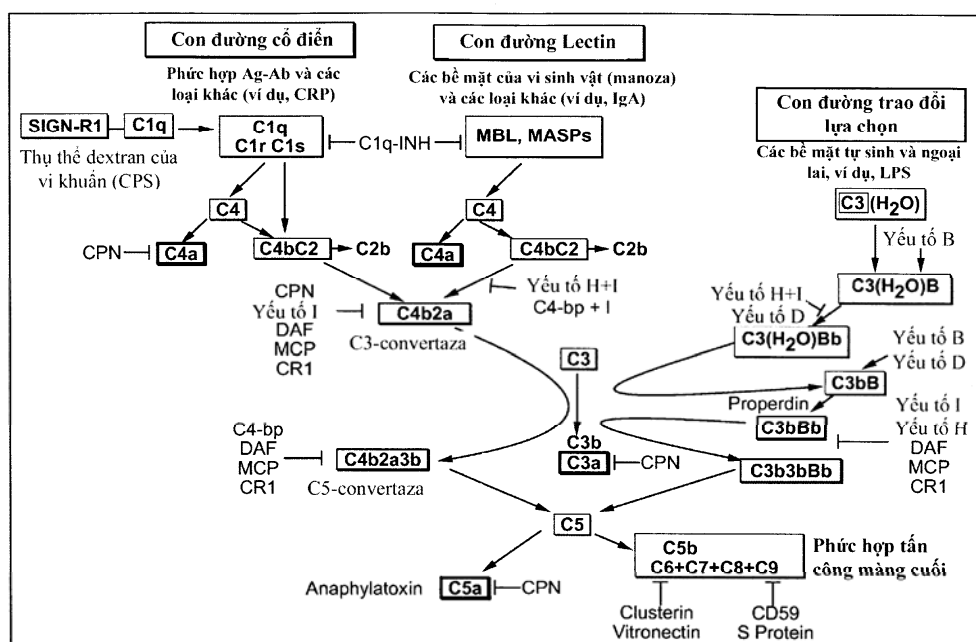 Con đường cổ điển
Con đường Lectin
Phức hợp Ag-Ab và các
loại khác (ví dụ, CRP)
Các bề mặt của vi sinh vật (manoza)
và các loại khác (ví dụ, IgA)
Con đường trao đổi
lựa chọn
Các bề mặt tự sinh và ngoại
lai, ví dụ, LPS
SIGN-R1
C1q
C1q
C1r C1s
C1q-INH
MBL, MASPs
Thụ thể dextran của
vi khuẩn (CPS)
C3(H2O)
C4
C4
Yếu tố B
CPN
C4a
C4bC2
C2b
C4a
C4bC2
C2b
C3(H2O)B
CPN
Yếu tố I
DAF
MCP
CR1
C4b2a
C3-convertaza
Yếu tố H+I
C4-bp + I
Yếu tố H+I
Yếu tố D
C3(H2O)Bb
Yếu tố B
Yếu tố D
C3
C3bB
Properdin
C3bBb
Yếu tố I
Yếu tố H
DAF
MCP
CR1
C4-bp
DAF
MCP
CR1
C4b2a3b
C5-convertaza
C3b
C3a
CPN
C3b3bBb
C5
C5b
C6+C7+C8+C9
Phức hợp tấn
công màng cuối
Anaphylatoxin
C5a
CPN
Clusterin
Vitronectin
CD59
S Protein